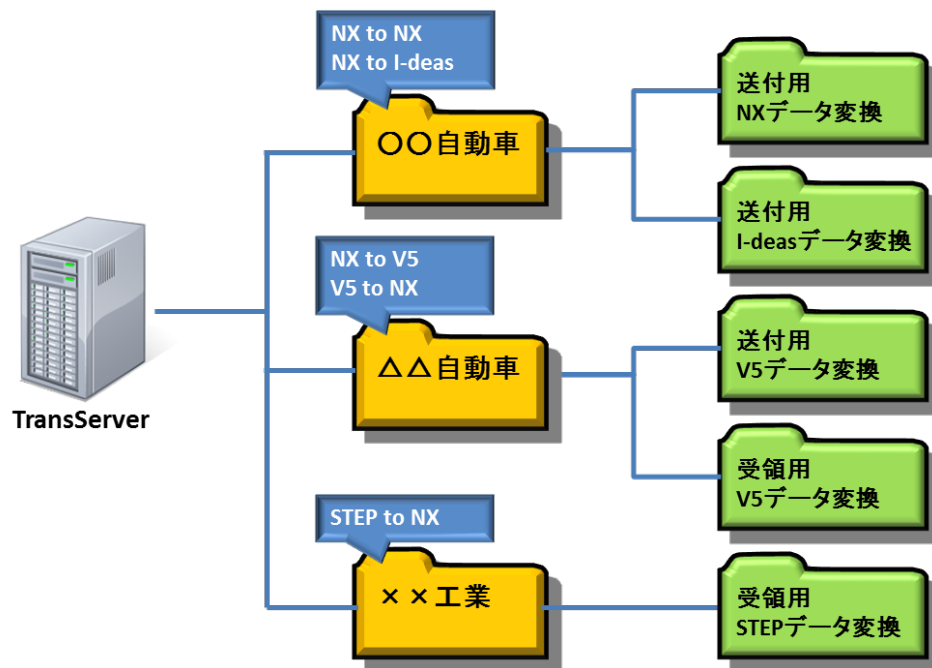 NX to NX
NX to I-deas
〇〇自動車
送付用
NXデータ変換
送付用
I-deasデータ変換
TransServer
NX to V5
V5 to NX
△△自動車
送付用
V5データ変換
受領用
V5データ変換
STEP to NX
××工業
受領用
STEPデータ変換